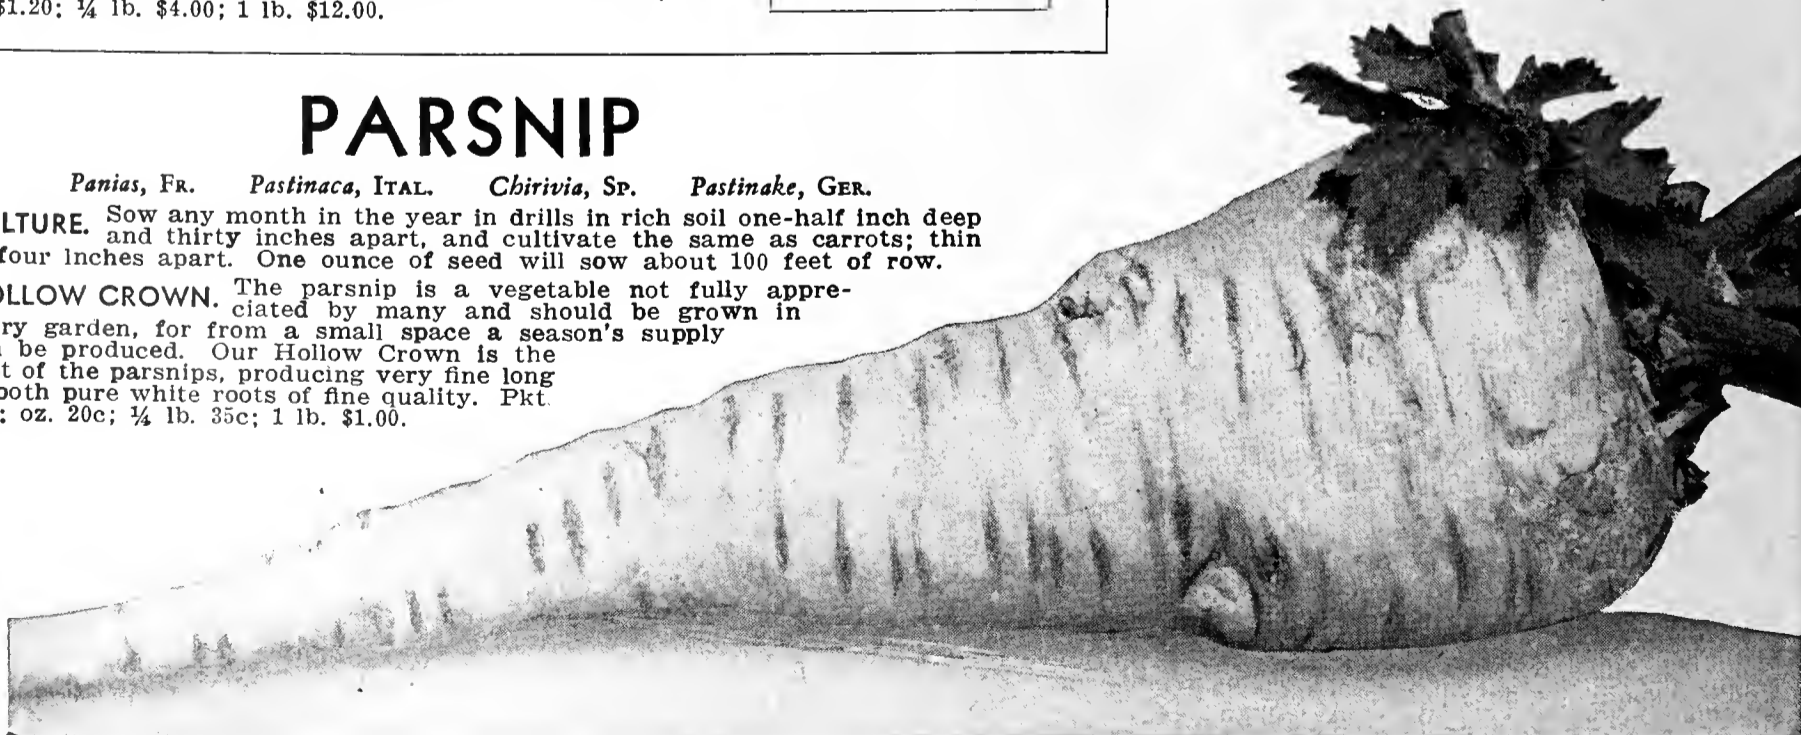 $1.20; ¼ lb. $4.00; 1 lb. $12.00.
PARSNIP
Panias, FR. Pastinaca, ITAL. Chirivia, SP. Pastinake, GER.
LTURE. Sow any month in the year in drills in rich soil one-half inch deep
and thirty inches apart, and cultivate the same as carrots; thin
four inches apart. One ounce of seed will sow about 100 feet of row.
OLLOW CROWN. The parsnip is a vegetable not fully appre-
ciated by many and should be grown in
ry garden, for from a small space a season's supply
be produced. Our Hollow Crown is the
t of the parsnips, producing very fine long
ooth pure white roots of fine quality. Pkt.
: oz. 20c; ¼ lb. 35c; 1 lb. $1.00.